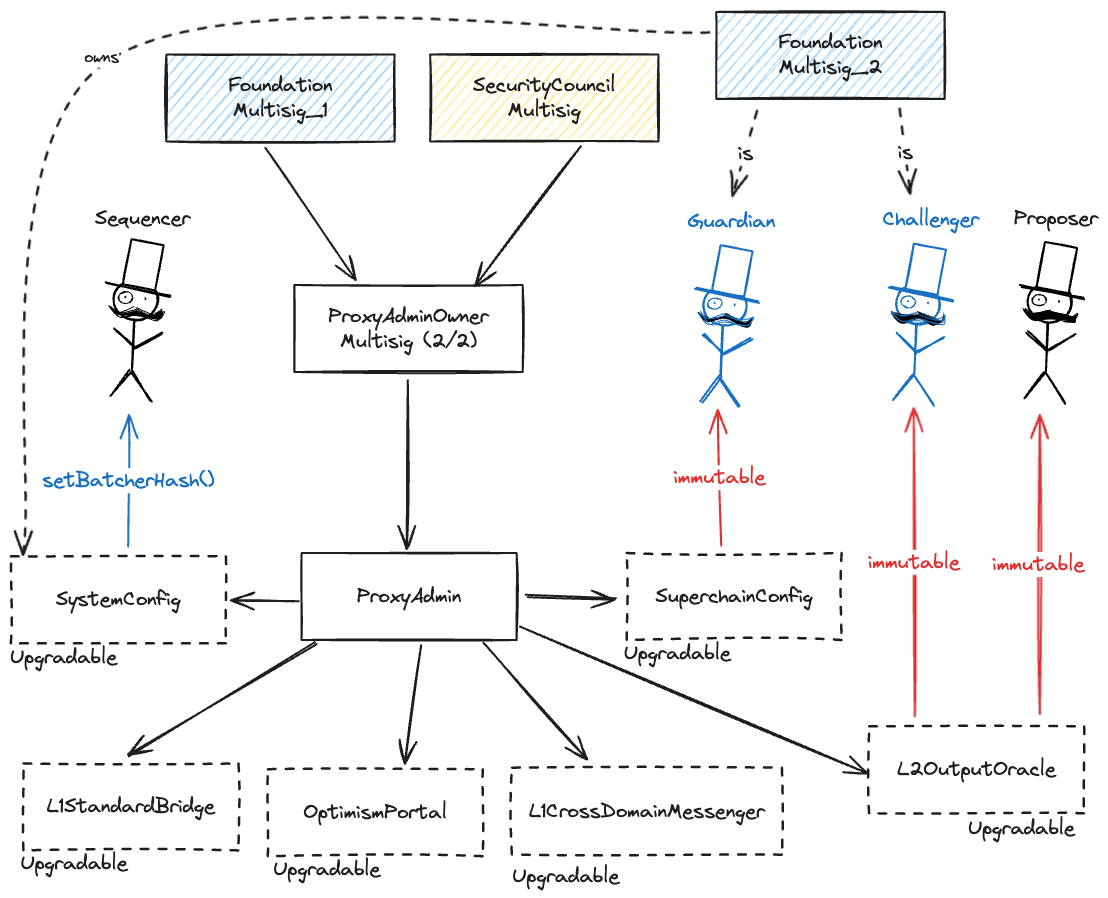 owns
Foundation
Multisig_1
SecurityCouncil
Multisig
Foundation
Multisig_2
is
is
Sequencer
Guardian
Challenger
Proposer
ProxyAdminOwner
Multisig (2/2)
setBatcherHash()
immutable
immutable
immutable
SystemConfig
Upgradable
ProxyAdmin
SuperchainConfig
Upgradable
L2OutputOracle
Upgradable
L1StandardBridge
Upgradable
OptimismPortal
Upgradable
L1CrossDomainMessenger
Upgradable